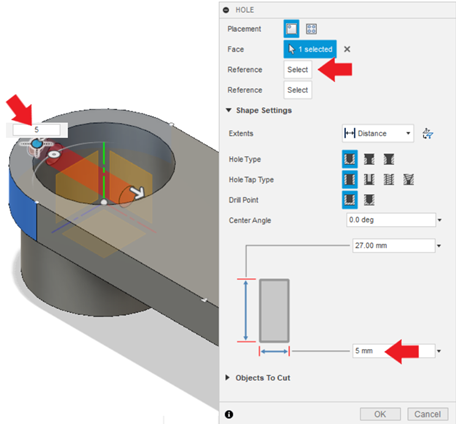 5
HOLE
Placement
Face 1 selected
Reference Select
Reference Select
Shape Settings
Extents Distance
Hole Type
Hole Tap Type
Drill Point
Center Angle 0.0 deg
27.00 mm
5 mm
Objects To Cut
OK Cancel